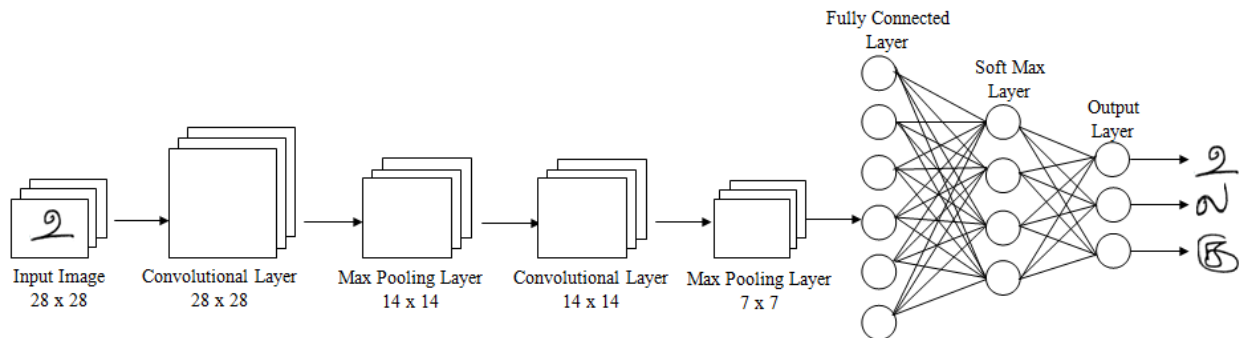 Fully Connected
Layer
Soft Max
Layer
Output
Layer
Input Image
28 x 28
Convolutional Layer
28 x 28
Max Pooling Layer
14 x 14
Convolutional Layer
14 x 14
Max Pooling Layer
7 x 7